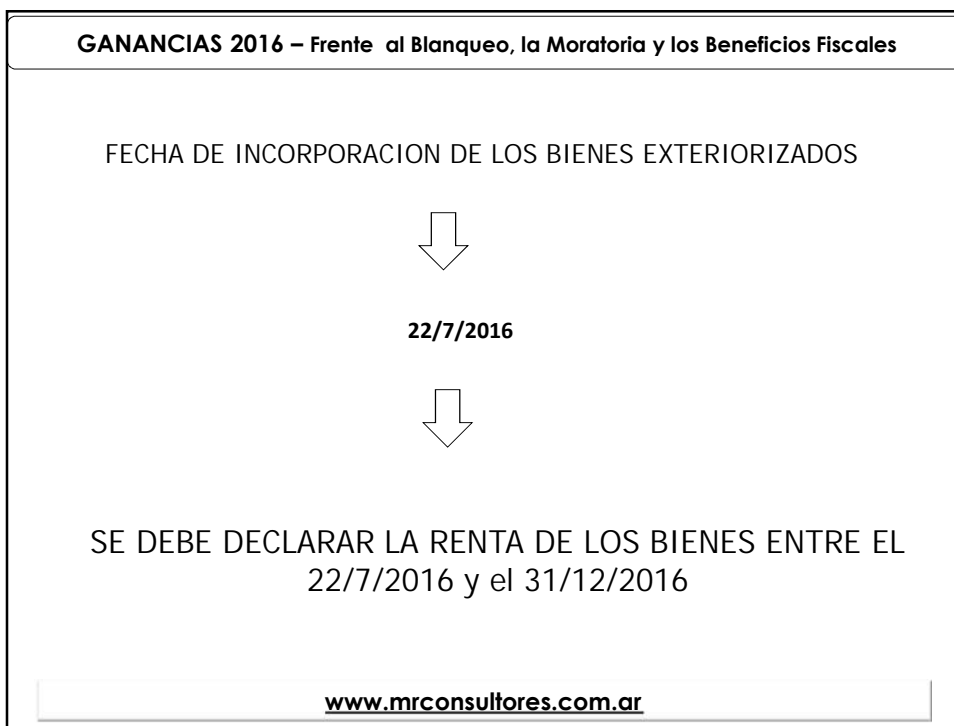 GANANCIAS 2016 – Frente al Blanqueo, la Moratoria y los Beneficios Fiscales
FECHA DE INCORPORACION DE LOS BIENES EXTERIORIZADOS
22/7/2016
SE DEBE DECLARAR LA RENTA DE LOS BIENES ENTRE EL
22/7/2016 y el 31/12/2016
www.mrconsultores.com.ar